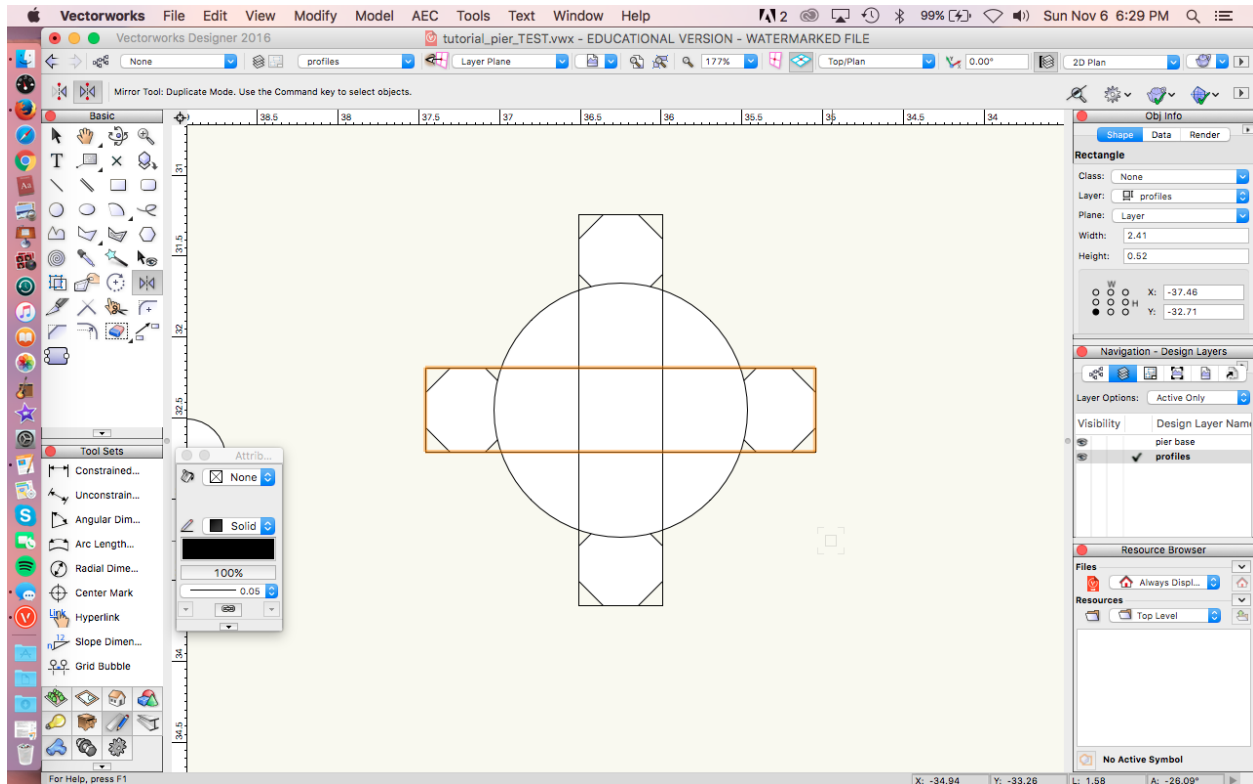 Vectorworks File Edit View Modify Model AEC Tools Text Window Help 2 99% Sun Nov 6 6:29 PM
Vectorworks Designer 2016 tutorial_pier_TEST.vwx - EDUCATIONAL VERSION - WATERMARKED FILE
None profiles Layer Plane 177% Top/Plan 0.00° 2D Plan
Mirror Tool: Duplicate Mode. Use the Command key to select objects.
Basic
38.5 38 37.5 37 36.5 36 35.5 35 34.5 34
31
31.5
32
32.5
34
34.5
Tool Sets
Constrained...
Unconstrain...
Angular Dim...
Arc Length...
Radial Dime...
Center Mark
Link Hyperlink
12 n Slope Dimen...
Grid Bubble
For Help, press F1
Attrib...
None
Solid
100%
0.05
Obj Info
Shape Data Render
Rectangle
Class: None
Layer: profiles
Plane: Layer
Width: 2.41
Height: 0.52
W
H
X: -37.46
Y: -32.71
Navigation - Design Layers
Layer Options: Active Only
Visibility Design Layer Name
pier base
profiles
Resource Browser
Files
Always Displ...
Resources
Top Level
No Active Symbol
X: -34.94 Y: -33.26 L: 1.58 A: -26.09°